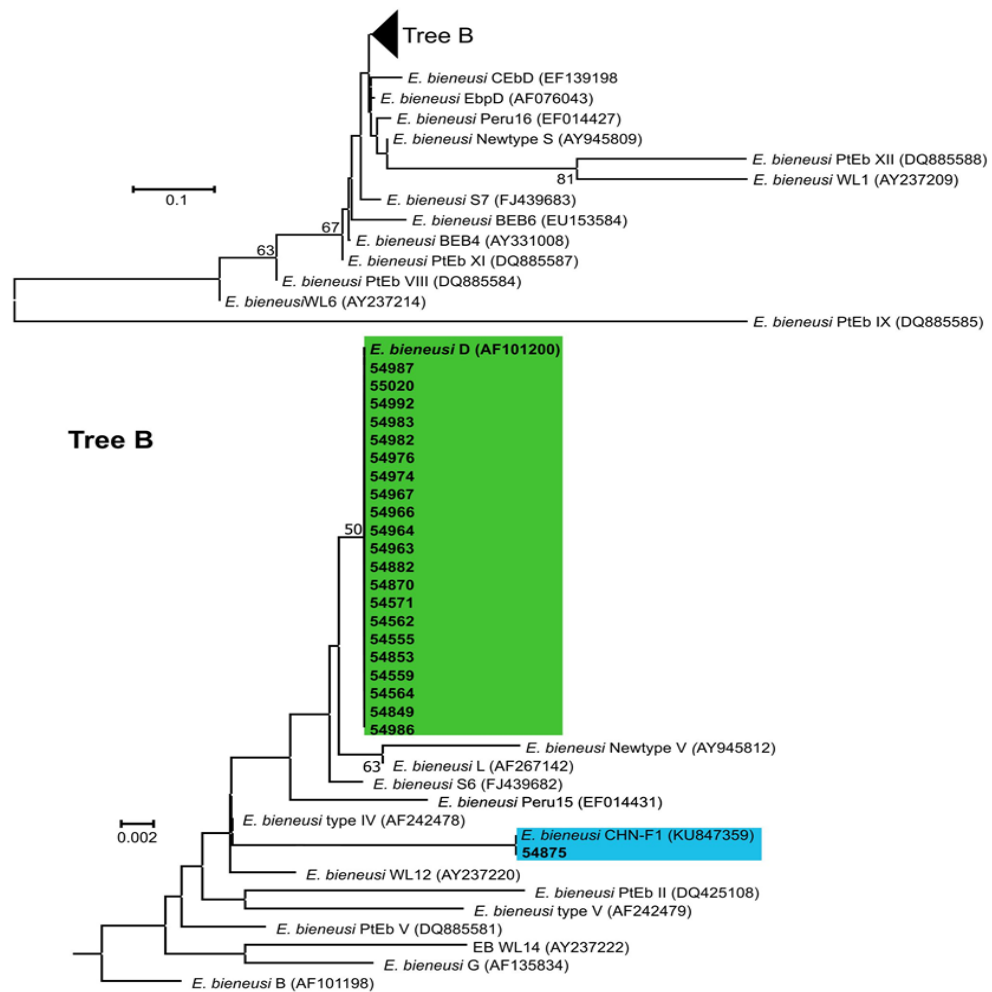 Tree B
E. bieneusi CEbD (EF139198
E. bieneusi EbpD (AF076043)
E. bieneusi Peru16 (EF014427)
E. bieneusi Newtype S (AY945809)
E. bieneusi PtEb XII (DQ885588)
81
E. bieneusi WL1 (AY237209)
0.1
E. bieneusi S7 (FJ439683)
E. bieneusi BEB6 (EU153584)
67
E. bieneusi BEB4 (AY331008)
63
E. bieneusi PtEb XI (DQ885587)
E. bieneusi PtEb VIII (DQ885584)
E. bieneusiWL6 (AY237214)
E. bieneusi PtEb IX (DQ885585)
E. bieneusi D (AF101200)
54987
55020
54992
54983
Tree B
54982
54976
54974
54967
54966
50
54964
54963
54882
54870
54571
54562
54555
54853
54559
54564
54849
54986
E. bieneusi Newtype V (AY945812)
63
E. bieneusi L (AF267142)
E. bieneusi S6 (FJ439682)
E. bieneusi Peru15 (EF014431)
E. bieneusi type IV (AF242478)
0.002
E. bieneusi CHN-F1 (KU847359)
54875
E. bieneusi WL12 (AY237220)
E. bieneusi PtEb II (DQ425108)
E. bieneusi type V (AF242479)
E. bieneusi PtEb V (DQ885581)
EB WL14 (AY237222)
E. bieneusi G (AF135834)
E. bieneusi B (AF101198)